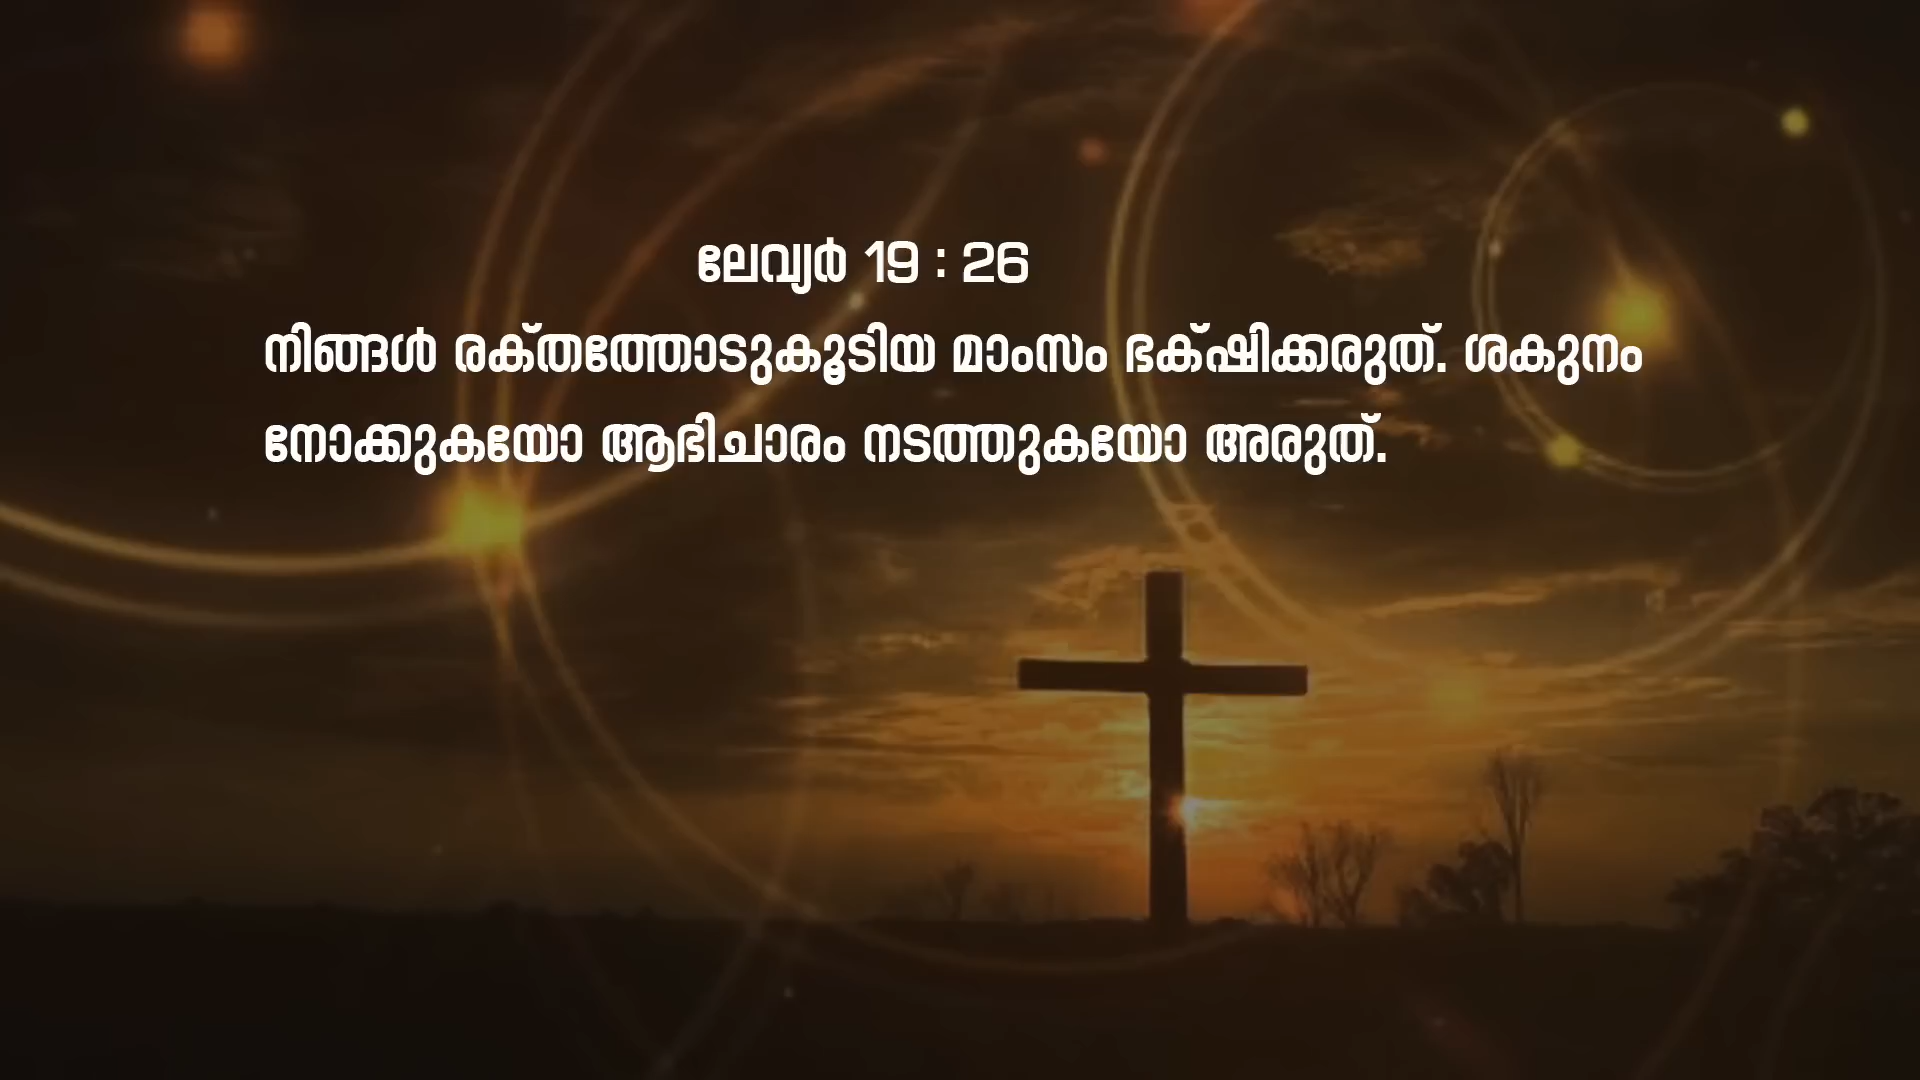 ലേവ്യർ 19 : 26
നിങ്ങൾ രക്തത്തോടുകൂടിയ മാംസം ഭക്ഷിക്കരുത്. ശകുനം
നോക്കുകയോ ആഭിചാരം നടത്തുകയോ അരുത്.